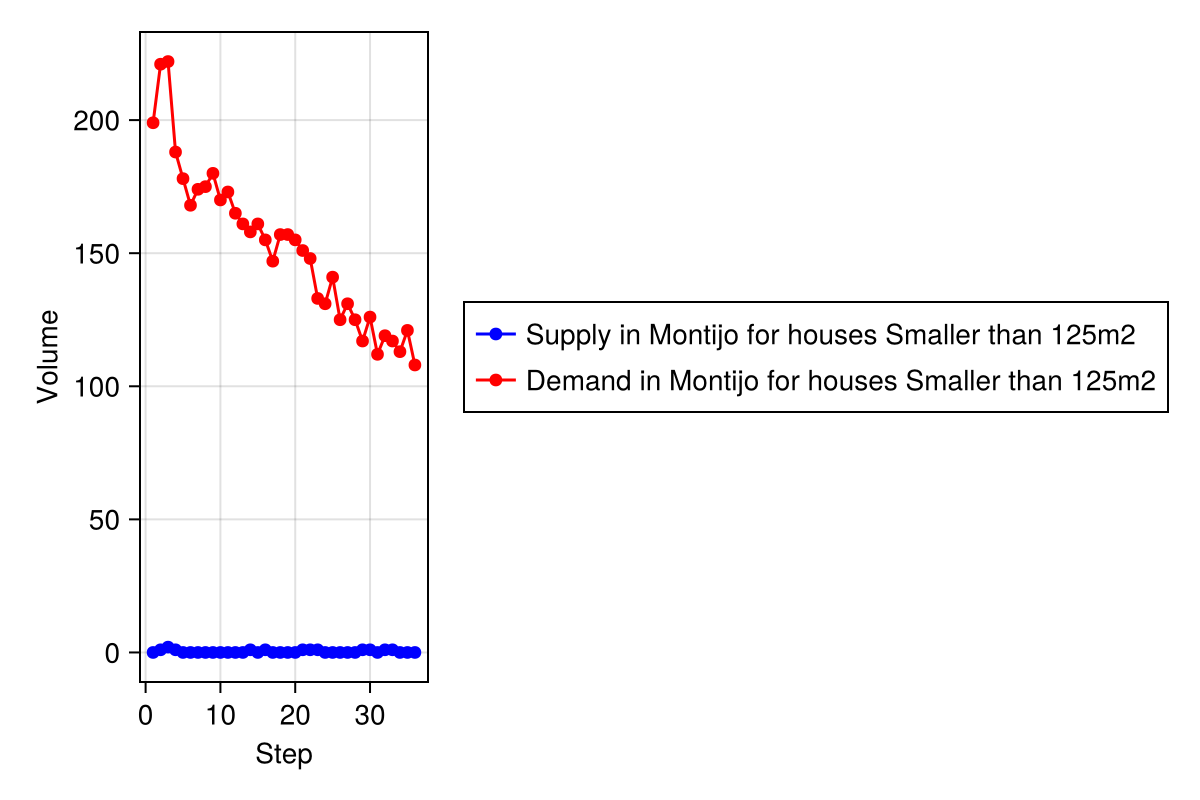 200
150
100
50
0
Volume
0 10 20 30
Step
Supply in Montijo for houses Smaller than 125m2
Demand in Montijo for houses Smaller than 125m2